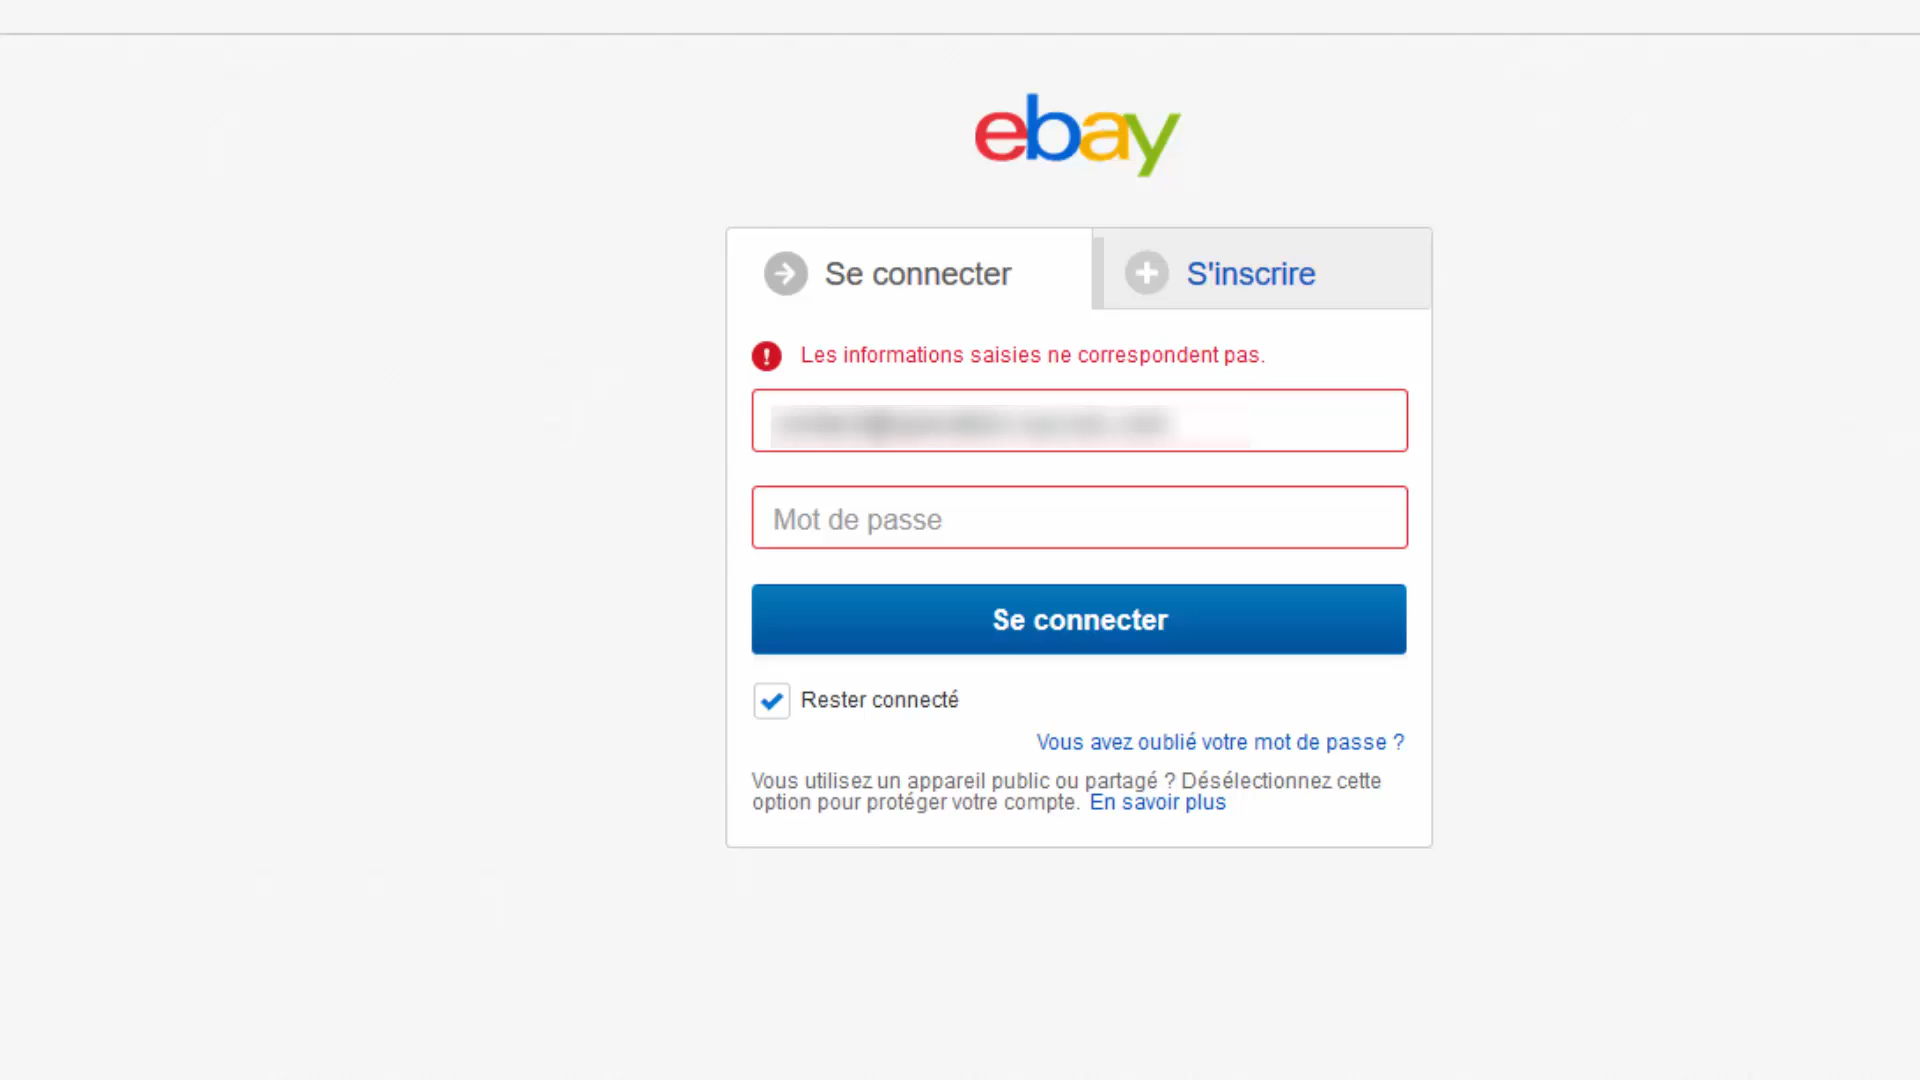 ebay
Se connecter
S'inscrire
Les informations saisies ne correspondent pas.
Mot de passe
Se connecter
Rester connecté
Vous avez oublié votre mot de passe ?
Vous utilisez un appareil public ou partagé ? Désélectionnez cette
option pour protéger votre compte. En savoir plus